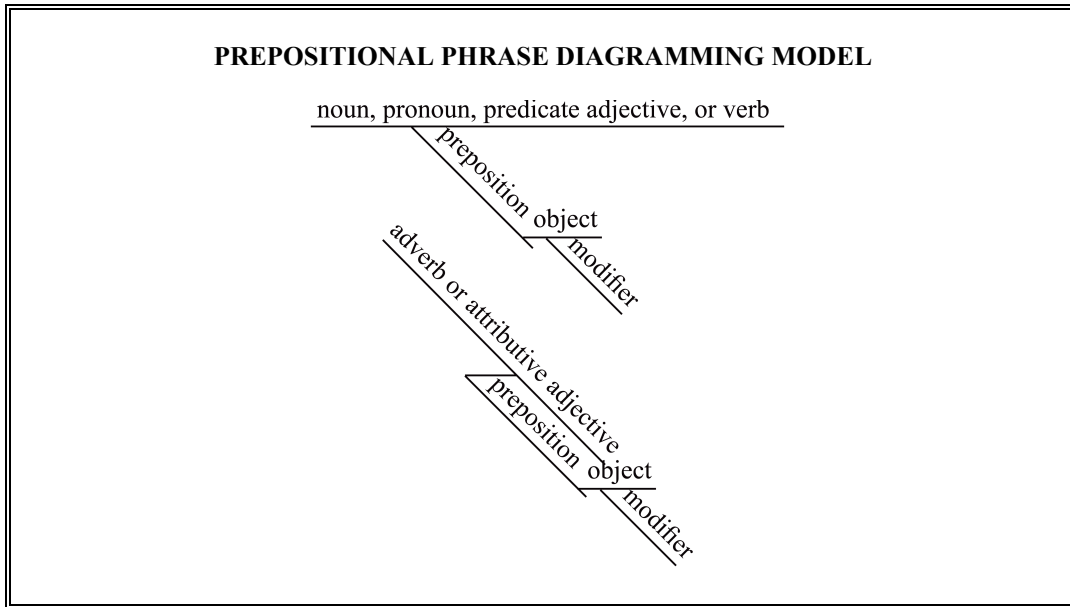 PREPOSITIONAL PHRASE DIAGRAMMING MODEL
noun, pronoun, predicate adjective, or verb
preposition
object
modifier
adverb or attributive adjective
preposition
object
modifier